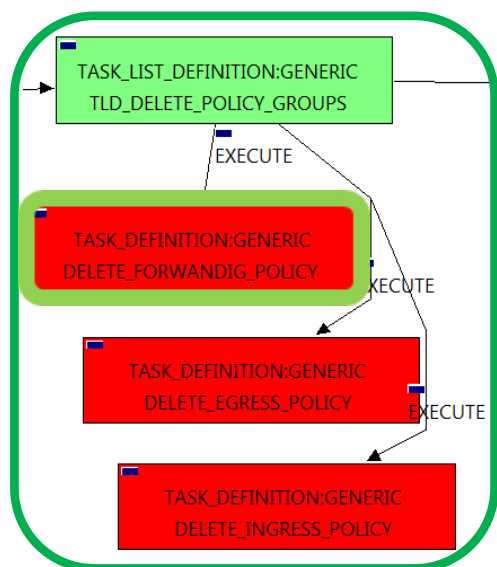 TASK_LIST_DEFINITION:GENERIC
TLD_DELETE_POLICY_GROUPS
EXECUTE
TASK_DEFINITION:GENERIC
DELETE_FORWANDIG_POLICY
XECUTE
TASK_DEFINITION:GENERIC
DELETE_EGRESS_POLICY
EXECUTE
TASK_DEFINITION:GENERIC
DELETE_INGRESS_POLICY